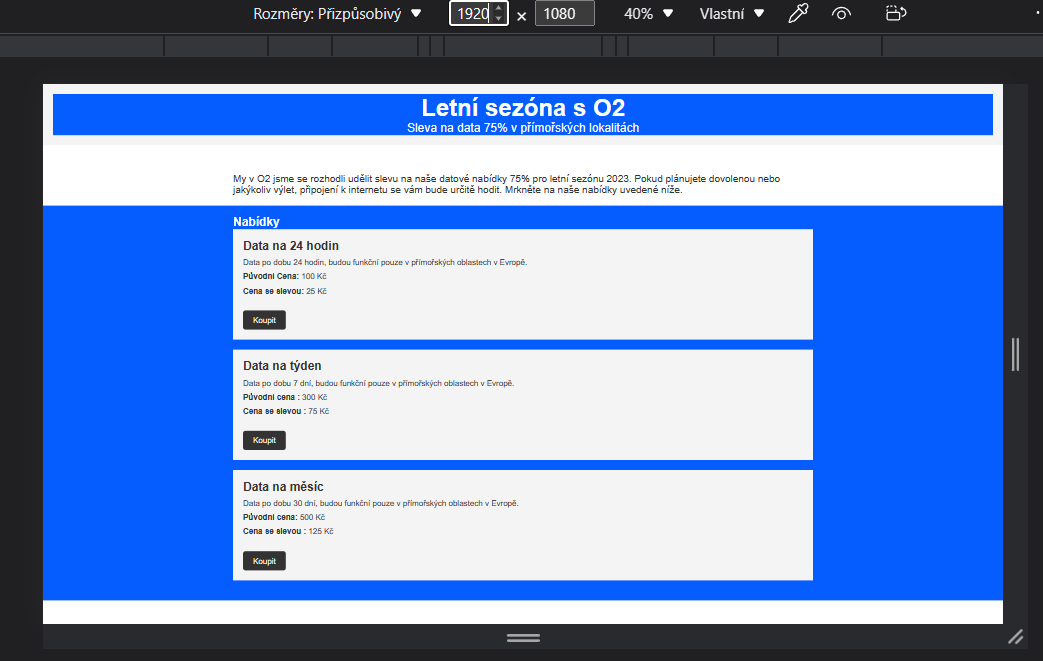 Rozměry: Přizpůsobivý 1920 × 1080 40% Vlastní
Letní sezóna s O2
Sleva na data 75% v přímořských lokalitách
My v O2 jsme se rozhodli udělit slevu na naše datové nabídky 75% pro letní sezónu 2023. Pokud plánujete dovolenou nebo
jakýkoliv výlet, připojení k internetu se vám bude určitě hodit. Mrkněte na naše nabídky uvedené níže.
Nabídky
Data na 24 hodin
Data po dobu 24 hodin, budou funkční pouze v přímořských oblastech v Evropě.
Původní Cena: 100 Kč
Cena se slevou: 25 Kč
Koupit
Data na týden
Data po dobu 7 dní, budou funkční pouze v přímořských oblastech v Evropě.
Původní cena : 300 Kč
Cena se slevou : 75 Kč
Koupit
Data na měsíc
Data po dobu 30 dní, budou funkční pouze v přímořských oblastech v Evropě.
Původní cena: 500 Kč
Cena se slevou : 125 Kč
Koupit